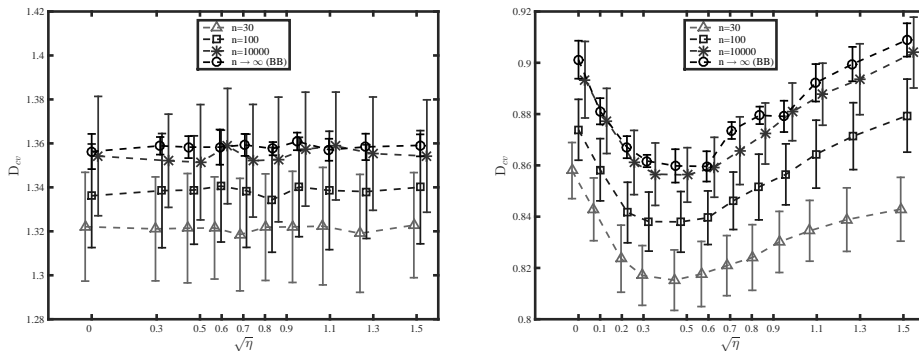 1.42
1.4
1.38
1.36
1.34
1.32
1.3
1.28
D_cv
0 0.3 0.5 0.6 0.7 0.8 0.9 1.1 1.3 1.5
√η
n=30
n=100
n=10000
n → ∞ (BB)
0.92
0.9
0.88
0.86
0.84
0.82
0.8
D_cv
0 0.1 0.2 0.3 0.5 0.6 0.7 0.8 0.9 1.1 1.3 1.5
√η
n=30
n=100
n=10000
n → ∞ (BB)